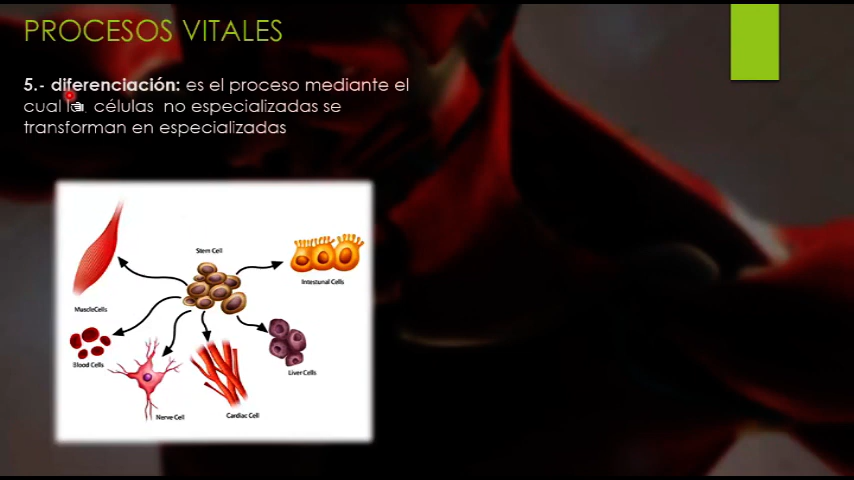 PROCESOS VITALES
5.- diferenciación: es el proceso mediante el
cual células no especializadas se
transforman en especializadas
Stem Cell
Intestunal Cells
MuscleCells
Blood Cells
Liver Cells
Nerve Cell
Cardiac Cell